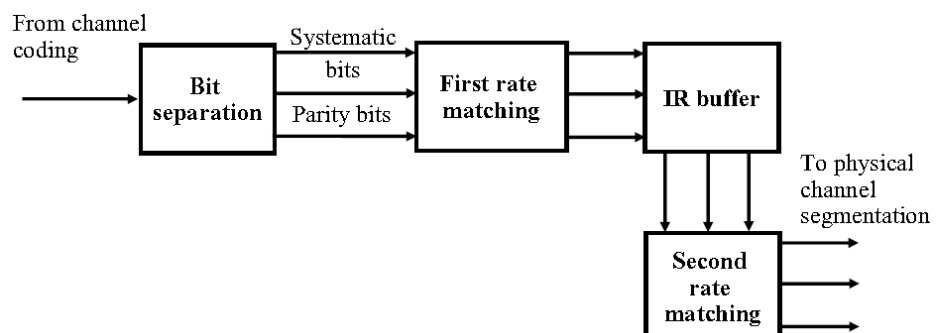 From channel
coding
Bit
separation
Systematic
bits
Parity bits
First rate
matching
IR buffer
To physical
channel
segmentation
Second
rate
matching